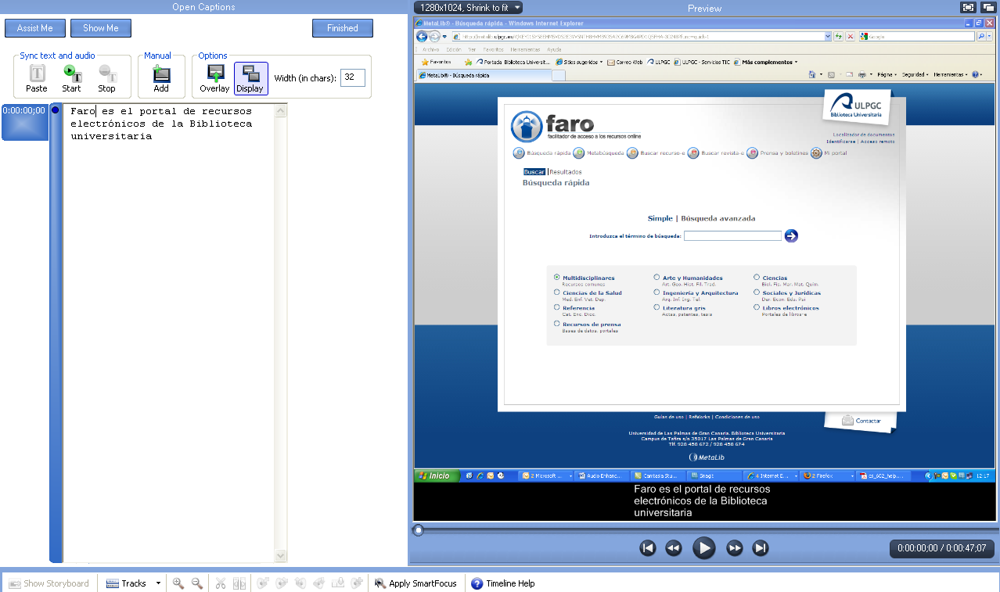 Open Captions
1280x1024, Shrink to fit
Preview
Assist Me
Show Me
Finished
Sync text and audio
Manual
Options
Paste
Start
Stop
Add
Overlay
Display
Width (in chars):
32
0:00:00;00
Faro es el portal de recursos
electrónicos de la Biblioteca
universitaria
MetaLib® - Búsqueda rápida - Windows Internet Explorer
Google
Archivo Edición Ver Favoritos Herramientas Ayuda
Favoritos
Portada Biblioteca Universit...
Sitios sugeridos
Correo Web
ULPGC
ULPGC - Servicios TIC
Más complementos
MetaLib® - Búsqueda rápida
Página
Seguridad
Herramientas
ULPGC
Biblioteca Universitaria
faro
facilitador de acceso a los recursos online
Localizador de documentos
Identificarse | Acceso remoto
Búsqueda rápida
Metabúsqueda
Buscar recurso-e
Buscar revista-e
Prensa y boletines
Mi portal
Buscar | Resultados
Búsqueda rápida
Simple | Búsqueda avanzada
Introduzca el término de búsqueda:
Multidisciplinares
Recursos comunes
Arte y Humanidades
Art. Geo. Hist. Fil. Trad.
Ciencias
Biol. Fis. Mar. Mat. Quim.
Ciencias de la Salud
Med. Enf. Vet. Dep.
Ingeniería y Arquitectura
Arq. Inf. Ing. Tel.
Sociales y Jurídicas
Der. Econ. Edu. Psi
Referencia
Cat. Enc. Dicc.
Literatura gris
Actas, patentes, tesis
Libros electrónicos
Portales de libros-e
Recursos de prensa
Bases de datos, portales
Guías de uso | RefWorks | Condiciones de uso
Contactar
Universidad de Las Palmas de Gran Canaria. Biblioteca Universitaria
Campus de Tafira s/n 35017 Las Palmas de Gran Canaria
Tlf. 928 458 672 / 928 458 674
MetaLib
Inicio
2 Microsoft ...
Audio Enhanc...
Camtasia Stu...
SnagIt
4 Internet E...
2 Firefox
cs_602_help....
12:17
Faro es el portal de recursos
electrónicos de la Biblioteca
universitaria
0:00:00;00 / 0:00:47;07
Show Storyboard
Tracks
Apply SmartFocus
Timeline Help